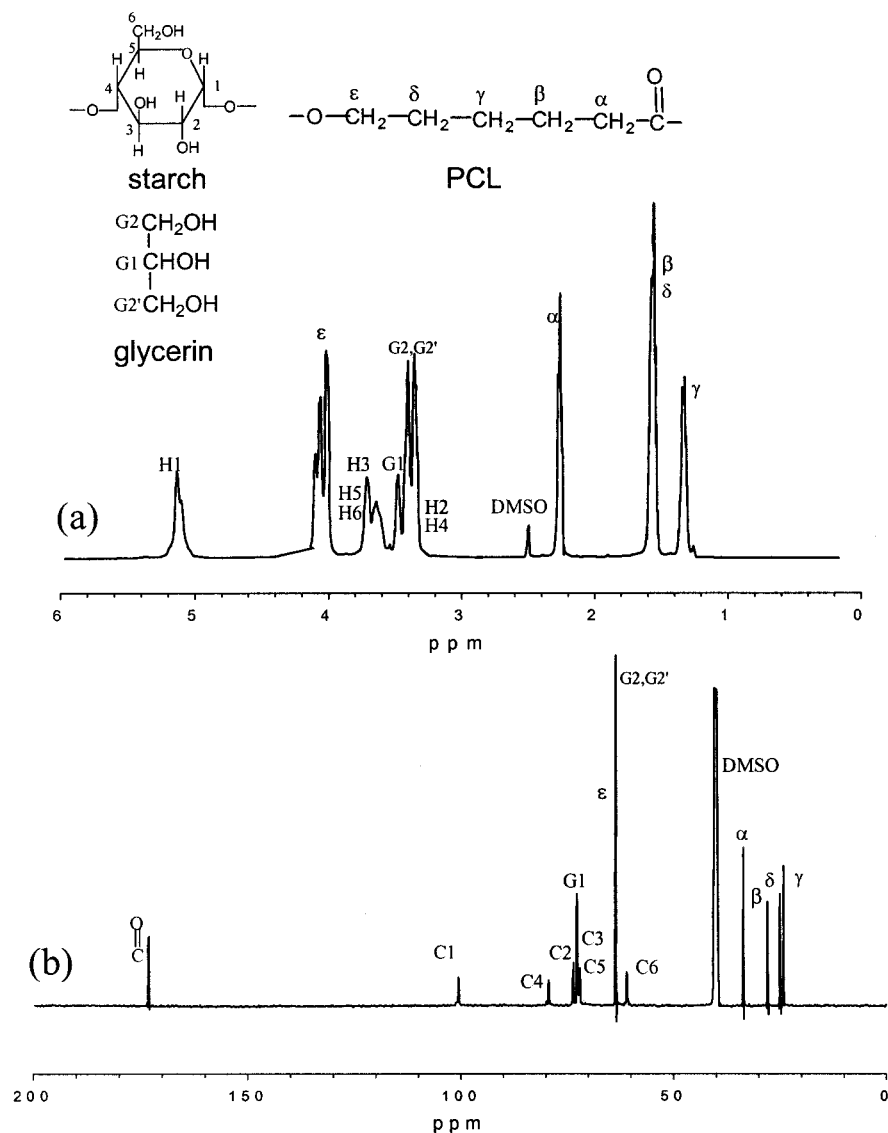 6
CH₂OH
5
O
H
H
H
4
1
OH
H
O
O
3
2
H
OH
starch
ε δ γ β α
O
O CH₂ CH₂ CH₂ CH₂ CH₂ C
PCL
G2 CH₂OH
G1 CHOH
G2' CH₂OH
glycerin
(a)
H1
ε
H3
H5
H6
G1
G2,G2'
H2
H4
DMSO
α
β
δ
γ
6 5 4 3 2 1 0
ppm
(b)
O
C
C1
C4
C2
G1
C3
C5
ε
G2,G2'
C6
DMSO
α
β
δ
γ
200 150 100 50 0
ppm